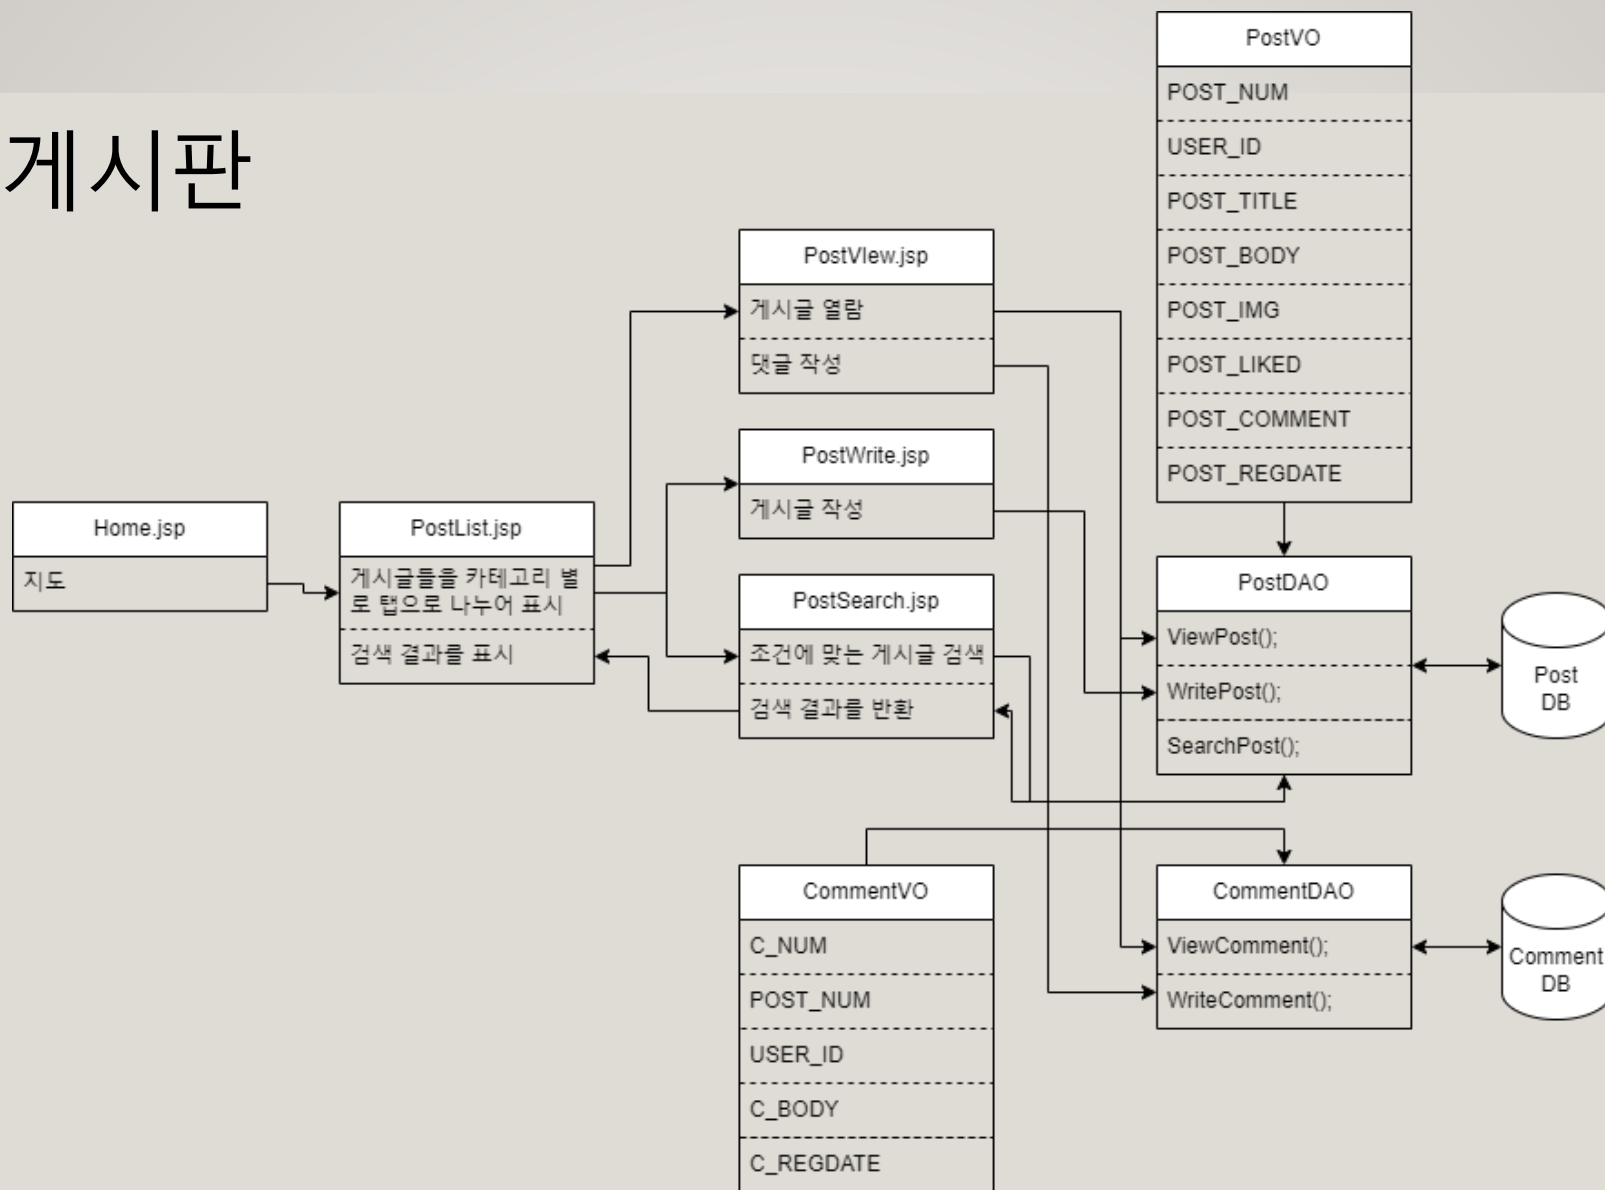 게시판
PostVO
POST_NUM
USER_ID
POST_TITLE
POST_BODY
POST_IMG
POST_LIKED
POST_COMMENT
POST_REGDATE
PostVIew.jsp
게시글 열람
댓글 작성
PostWrite.jsp
게시글 작성
Home.jsp
지도
PostList.jsp
게시글들을 카테고리 별
로 탭으로 나누어 표시
검색 결과를 표시
PostSearch.jsp
조건에 맞는 게시글 검색
검색 결과를 반환
PostDAO
ViewPost();
WritePost();
SearchPost();
Post
DB
CommentVO
C_NUM
POST_NUM
USER_ID
C_BODY
C_REGDATE
CommentDAO
ViewComment();
WriteComment();
Comment
DB